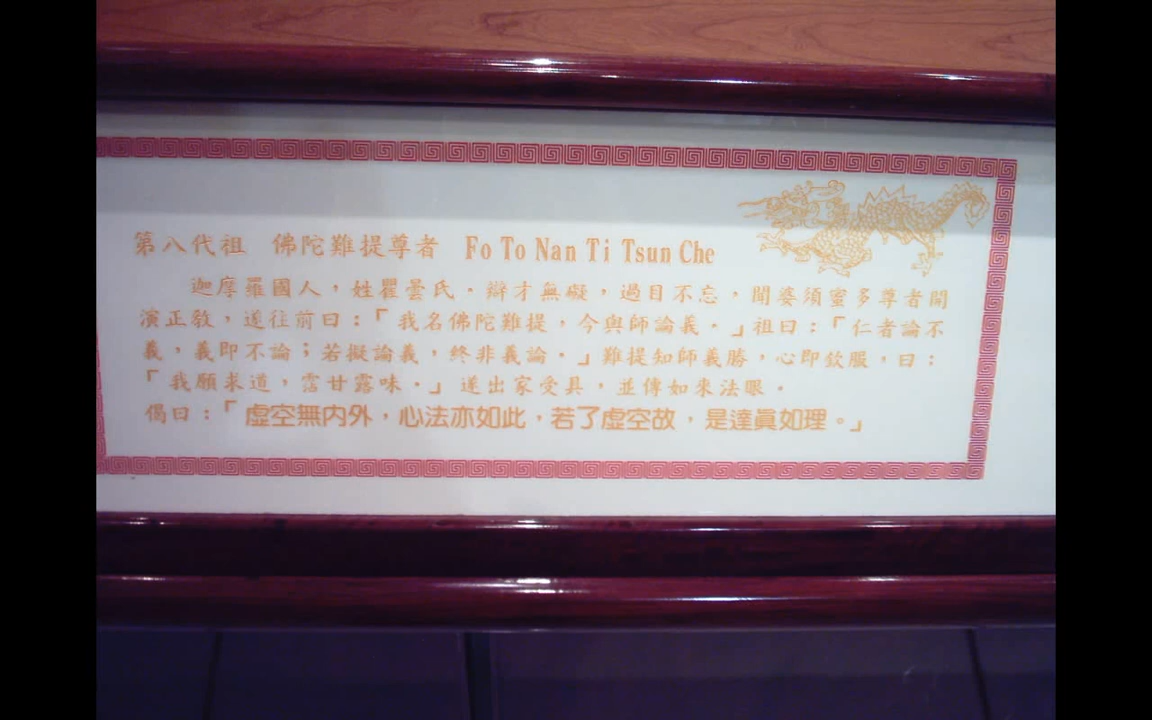 第八代祖 佛陀難提尊者 Fo To Nan Ti Tsun Che
迦摩羅國人，姓瞿曇氏。辯才無礙，過目不忘，聞婆須蜜多尊者開
演正教，遂往前曰：「我名佛陀難提，今與師論義。」祖曰：「仁者論不
義，義即不論；若擬論義，終非義論。」難提知師義勝，心即欽服，曰：
「我願求道，霑甘露味。」遂出家受具，並傳如來法眼。
偈曰：「虛空無內外，心法亦如此，若了虛空故，是達眞如理。」